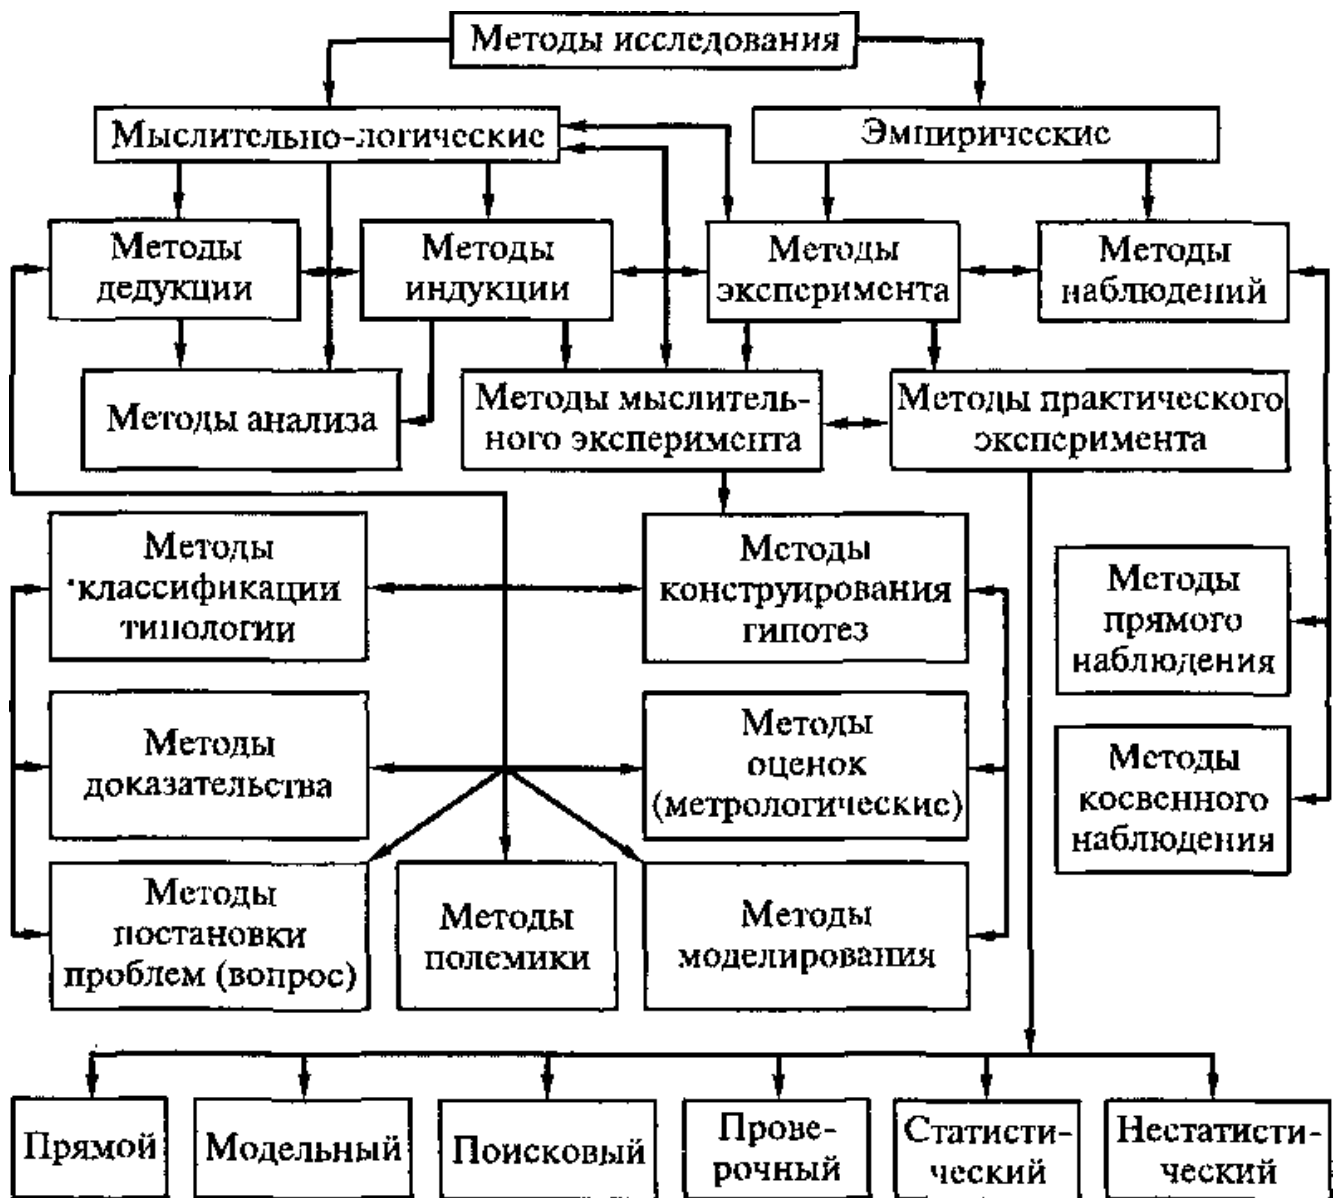 Методы исследования
Мыслительно-логические
Эмпирические
Методы
дедукции
Методы
индукции
Методы
эксперимента
Методы
наблюдений
Методы анализа
Методы мыслитель-
ного эксперимента
Методы практического
эксперимента
Методы
классификации
типологии
Методы
конструирования
гипотез
Методы
прямого
наблюдения
Методы
доказательства
Методы
оценок
(метрологические)
Методы
косвенного
наблюдения
Методы
постановки
проблем (вопрос)
Методы
полемики
Методы
моделирования
Прямой
Модельный
Поисковый
Прове-
рочный
Статисти-
ческий
Нестатисти-
ческий